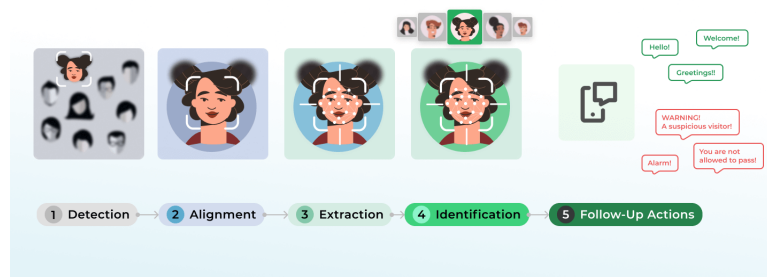 Welcome!
Hello!
Greetings!!
WARNING!
A suspicious visitor!
You are not
allowed to pass!
Alarm!
1 Detection
2 Alignment
3 Extraction
4 Identification
5 Follow-Up Actions